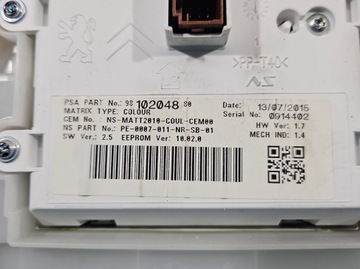 >PP-T40<
PSA PART No.: 98 102048 80
MATRIX TYPE: COLOUR
CEM No.: NS-MATT2010-COUL-CEM00
NS PART No.: PE-0007-011-NR-SB-01
SW Ver.: 2.5 EEPROM Ver.: 10.02.0
Date: 13/07/2015
Serial No: 0914402
HW Ver.: 1.7
MECH IND: 1.4